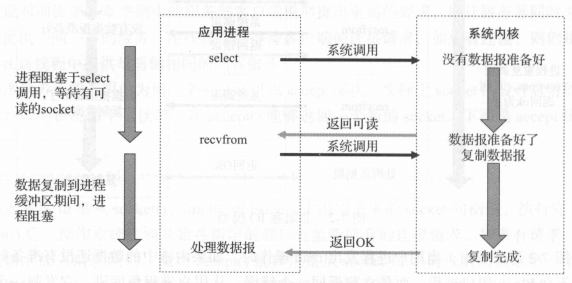 应用进程
系统内核
select
系统调用
没有数据报准备好
进程阻塞于select
调用，等待有可
读的socket
返回可读
recvfrom
系统调用
数据报准备好了
复制数据报
数据复制到进程
缓冲区期间，进
程阻塞
处理数据报
返回OK
复制完成